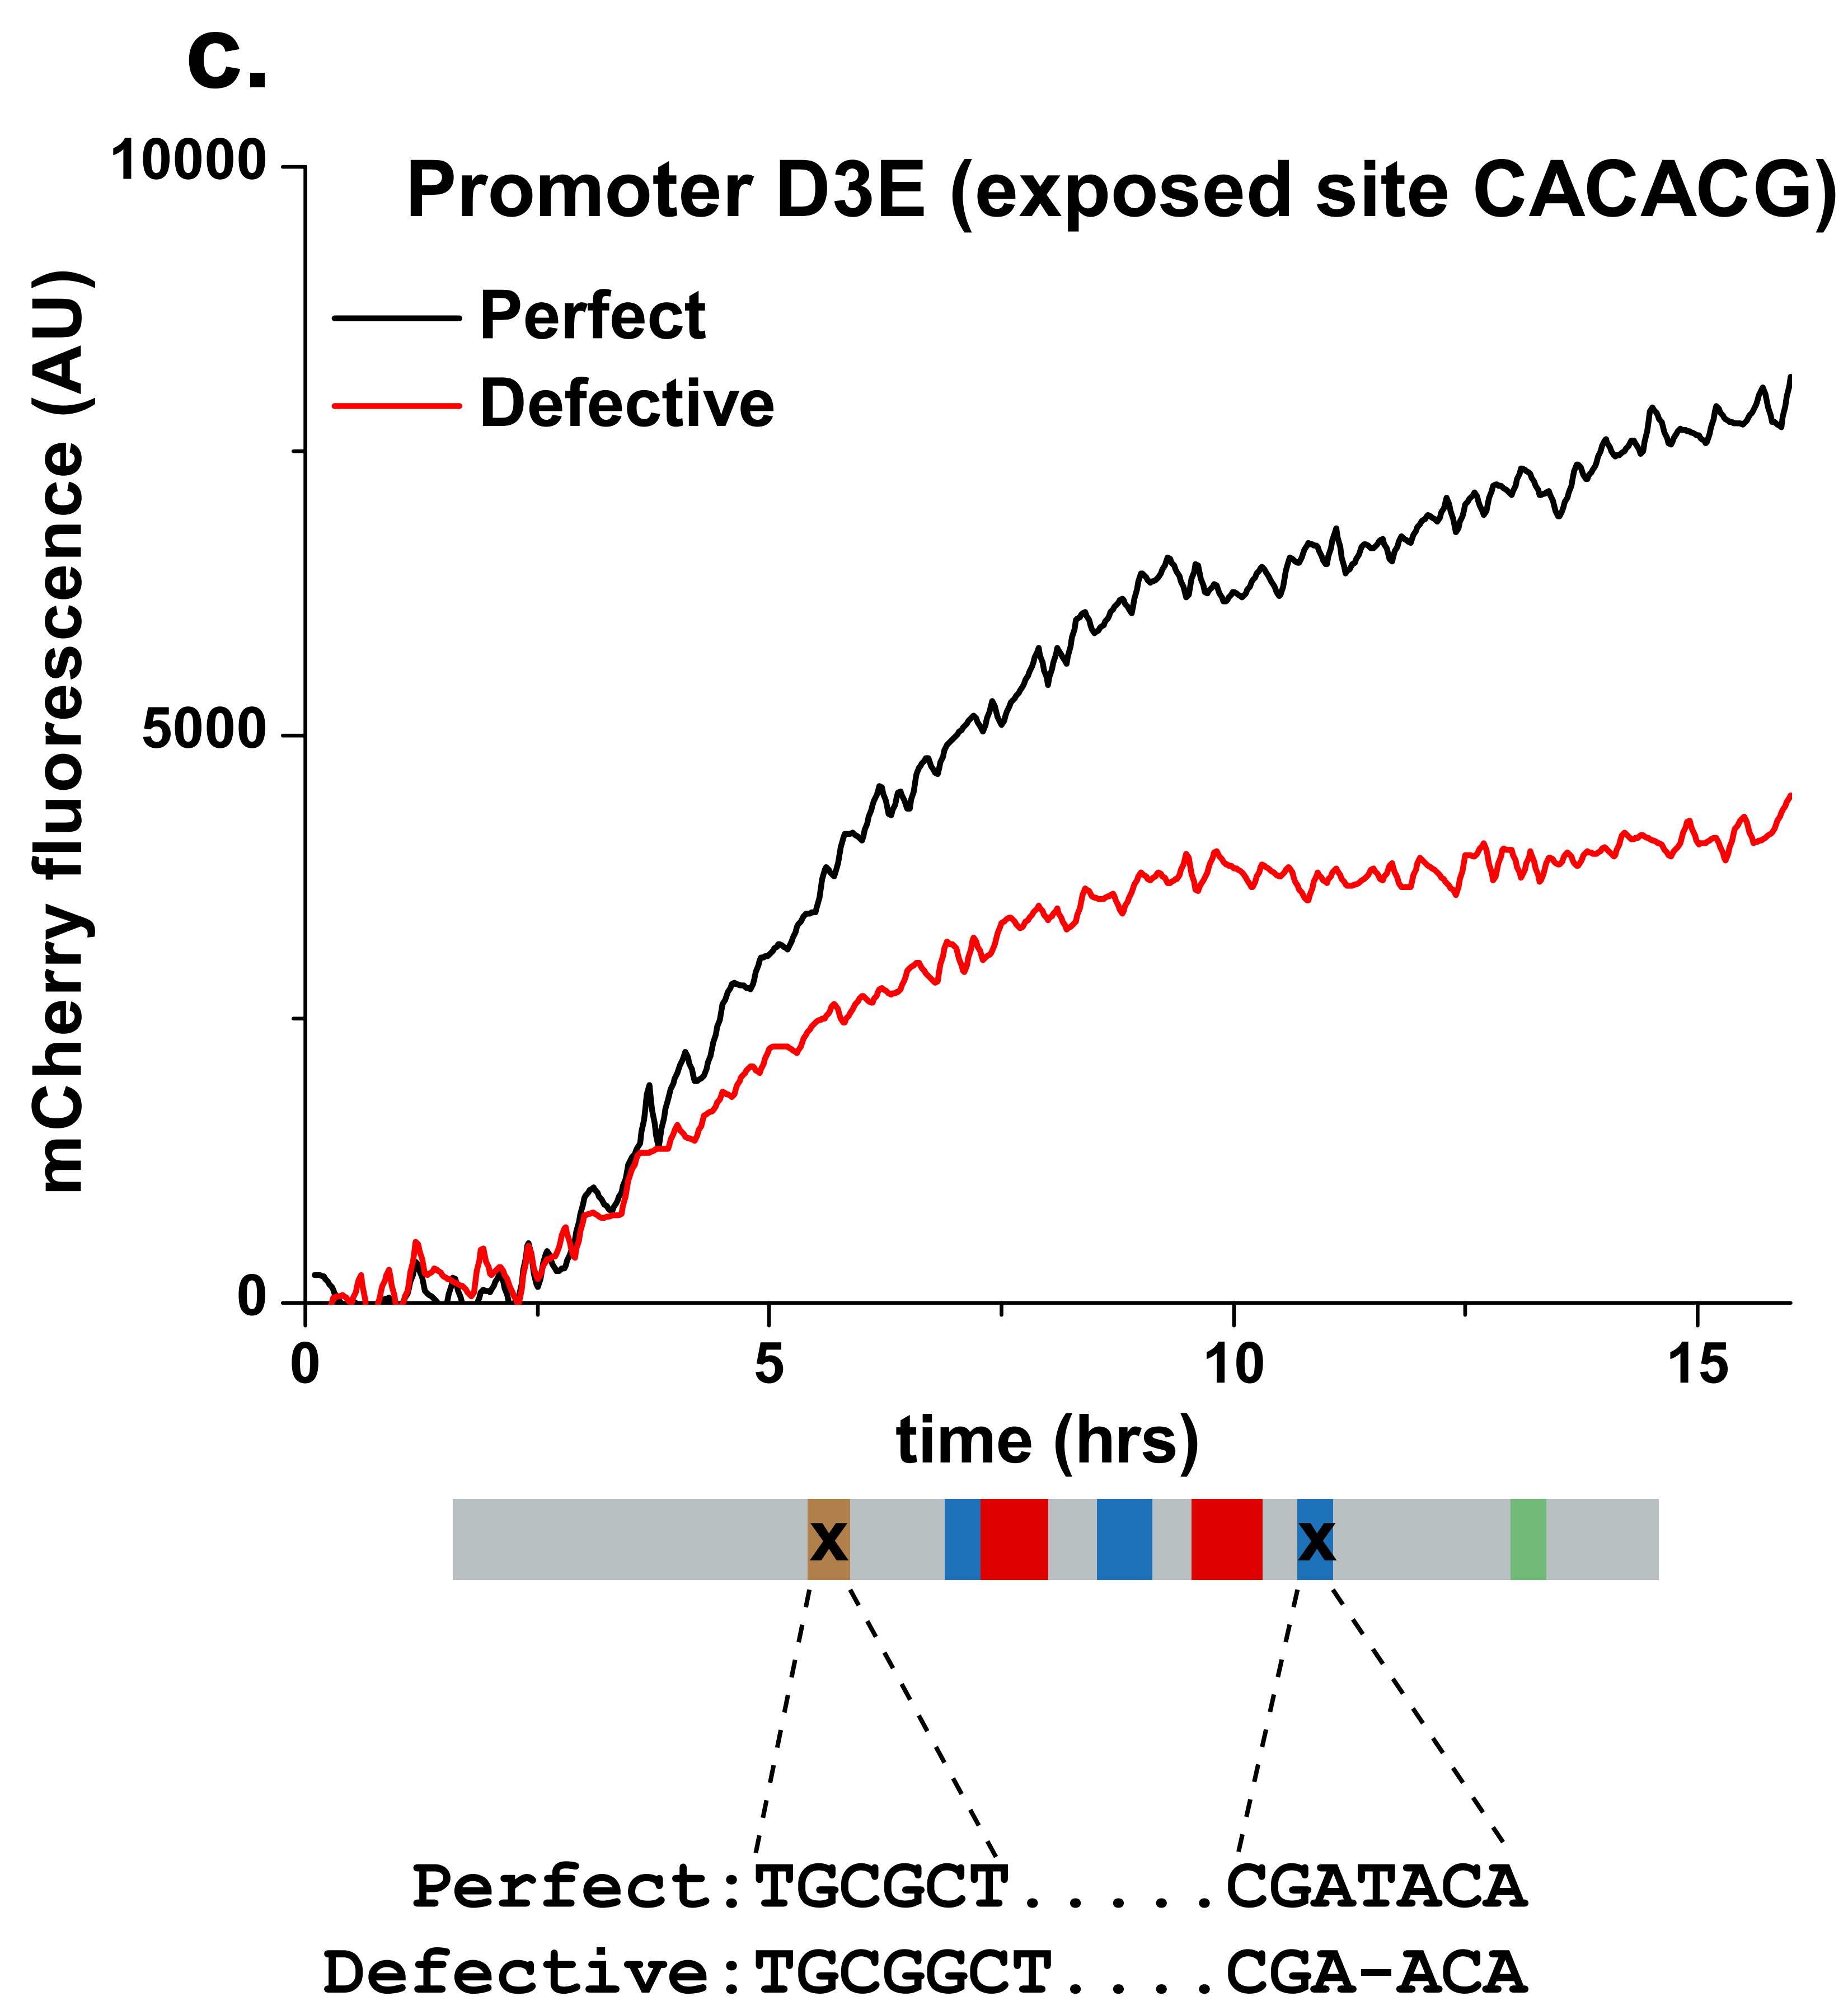 c.
10000
Promoter D3E (exposed site CACACG)
Perfect
Defective
mCherry fluorescence (AU)
5000
0
0 5 10 15
time (hrs)
x x
Perfect:TGCGCT.....CGATACA
Defective:TGCGGCT....CGA-ACA